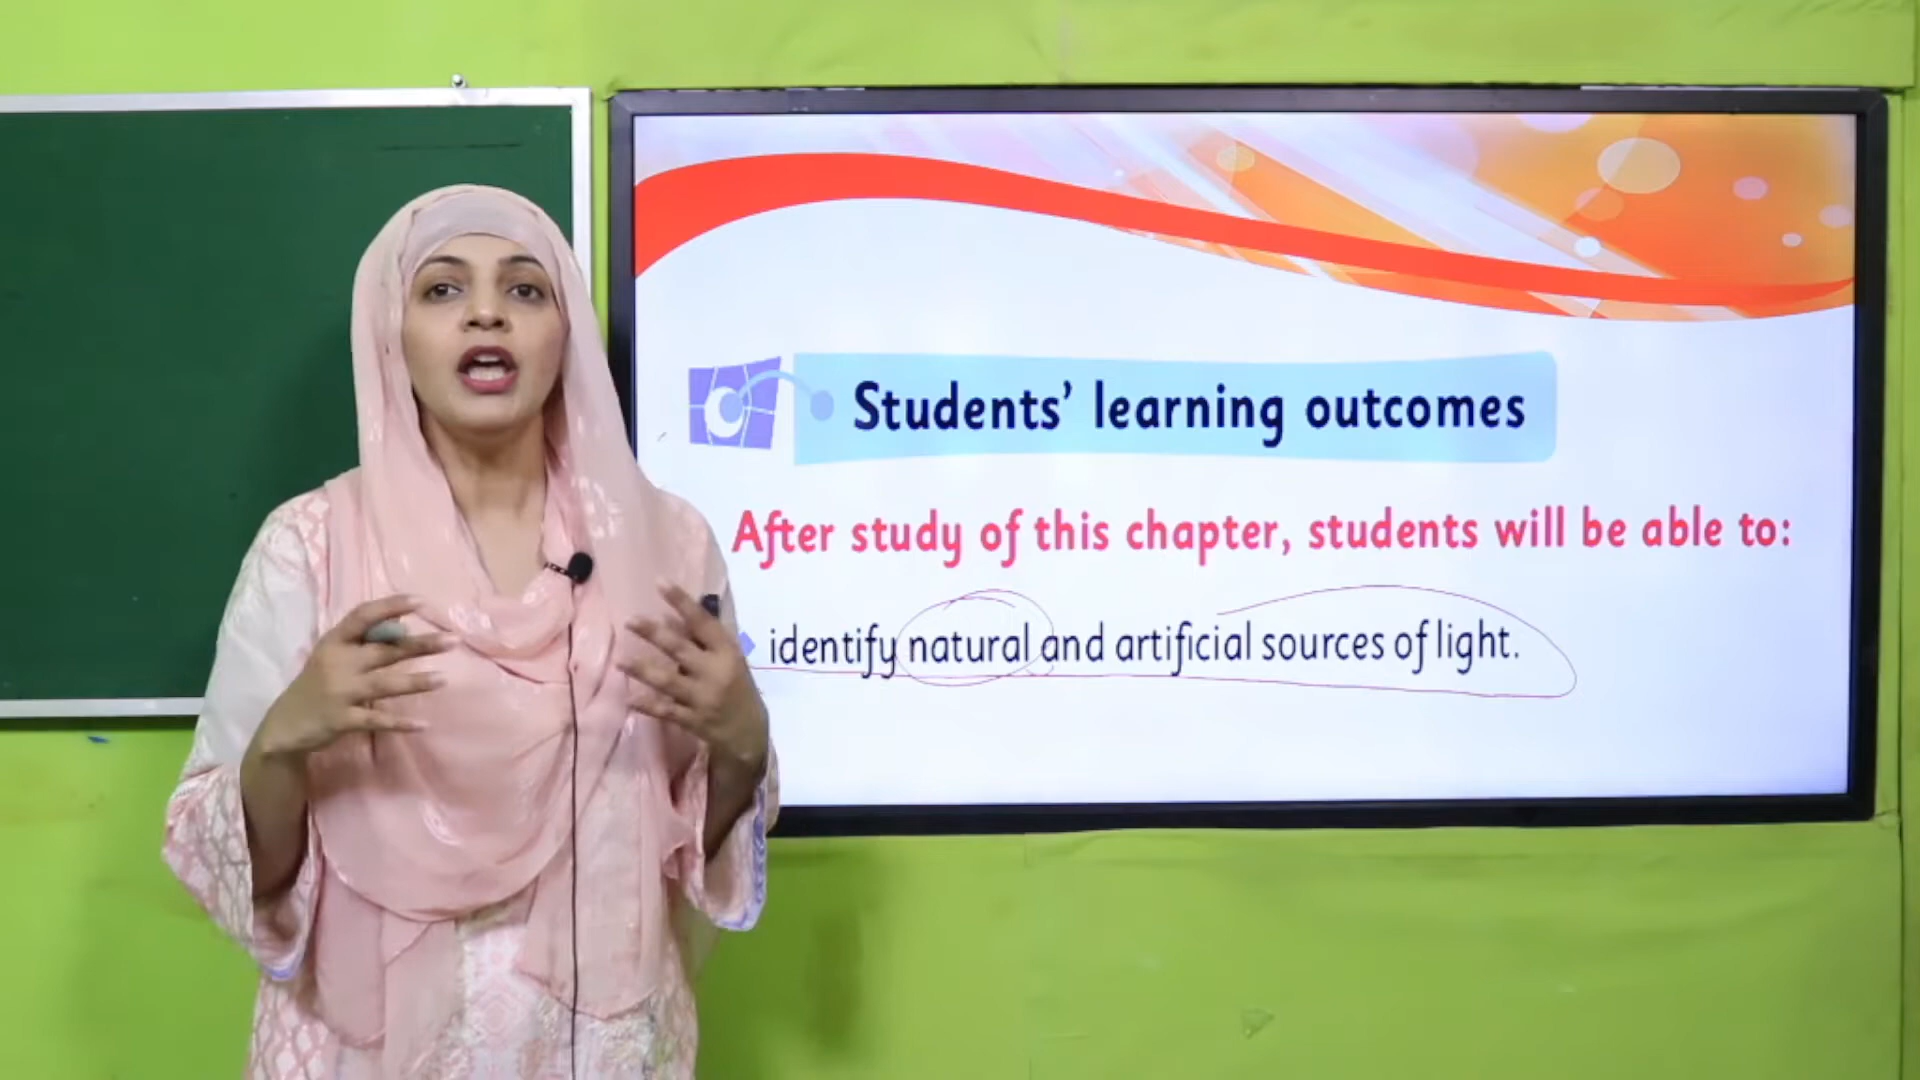 Students' learning outcomes
After study of this chapter, students will be able to:
identify natural and artificial sources of light.